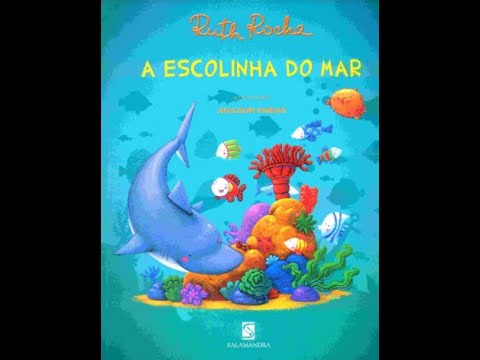 Ruth Rocha
A ESCOLINHA DO MAR
SALAMANDRA